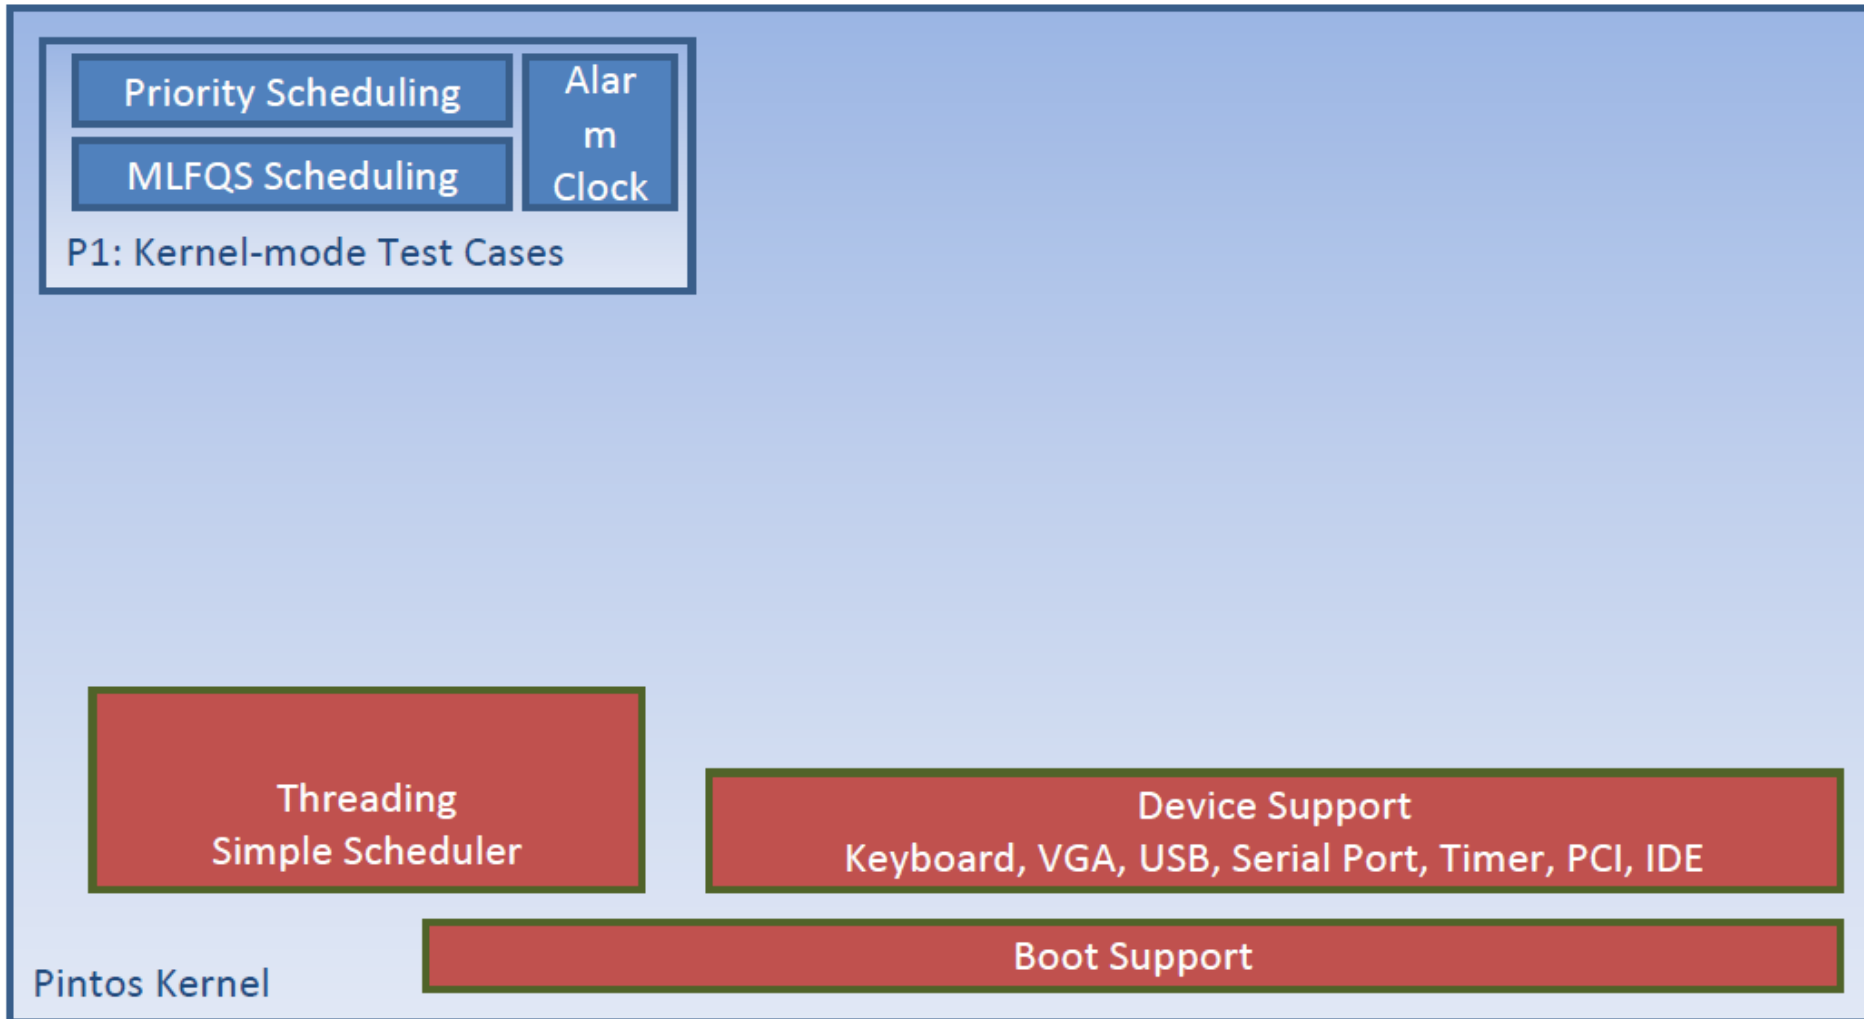 Priority Scheduling
MLFQS Scheduling
Alar
m
Clock
P1: Kernel-mode Test Cases
Threading
Simple Scheduler
Device Support
Keyboard, VGA, USB, Serial Port, Timer, PCI, IDE
Boot Support
Pintos Kernel